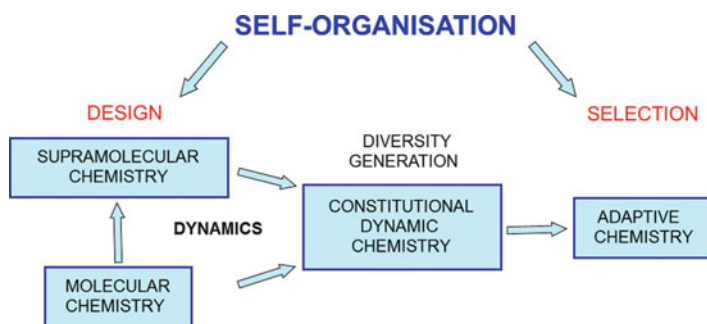 SELF-ORGANISATION
DESIGN
SELECTION
SUPRAMOLECULAR
CHEMISTRY
DIVERSITY
GENERATION
DYNAMICS
CONSTITUTIONAL
DYNAMIC
CHEMISTRY
ADAPTIVE
CHEMISTRY
MOLECULAR
CHEMISTRY